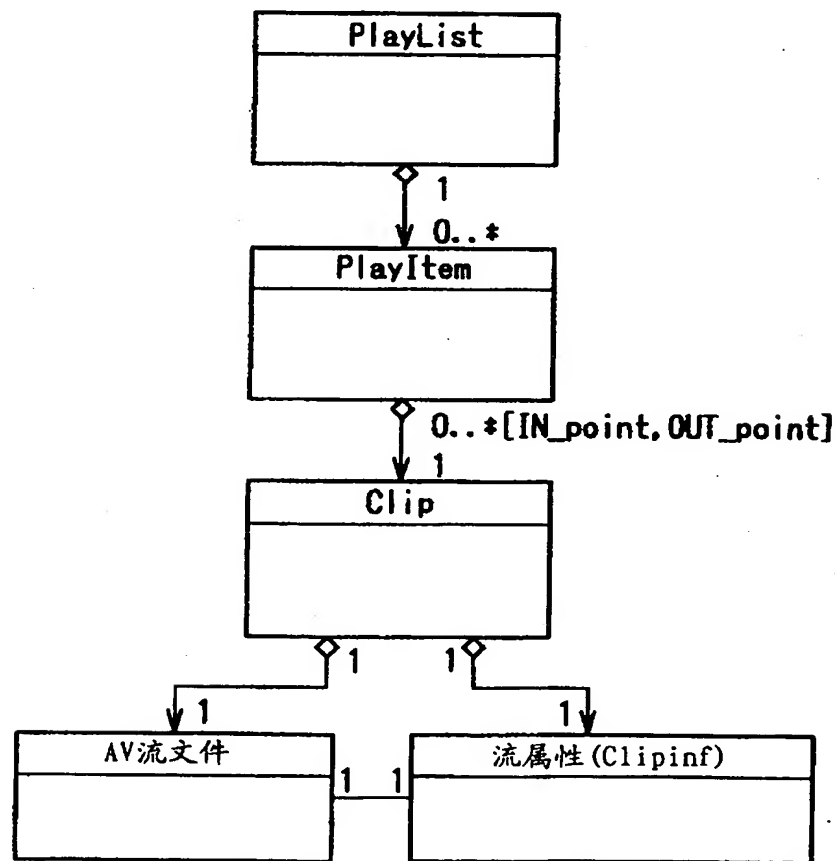 PlayList
1
0..*
PlayItem
0..*[IN_point,OUT_point]
1
Clip
1
1
1
1
AV流文件
流属性(Clipinf)
1
1